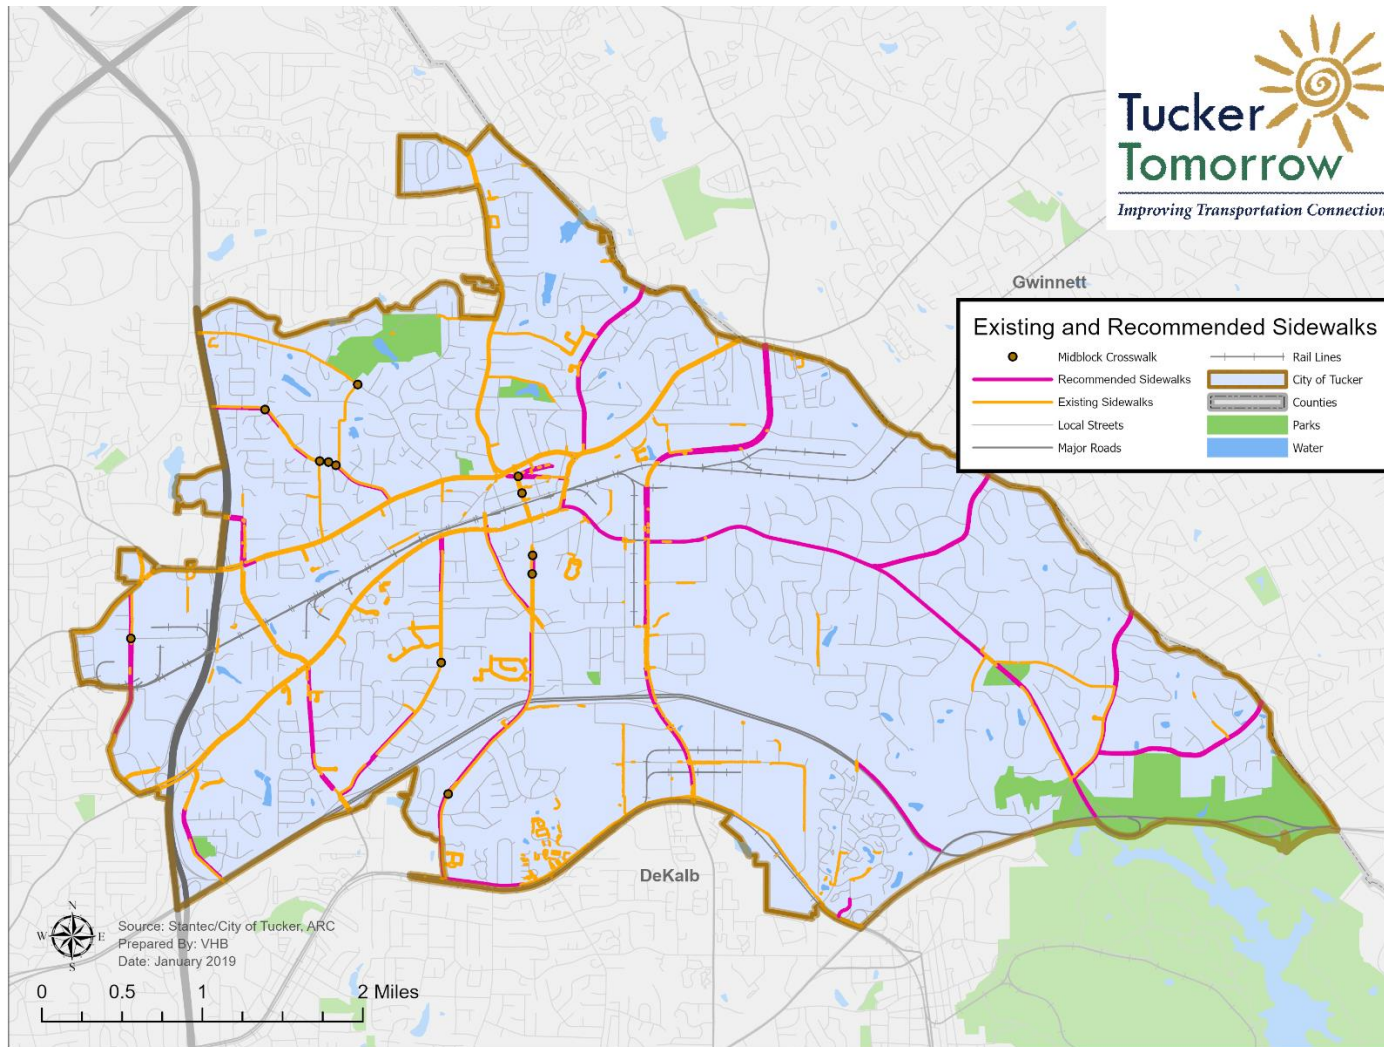 Tucker
Tomorrow
Improving Transportation Connection
Gwinnett
Existing and Recommended Sidewalks
Midblock Crosswalk
Recommended Sidewalks
Existing Sidewalks
Local Streets
Major Roads
Rail Lines
City of Tucker
Counties
Parks
Water
DeKalb
N
W
E
S
Source: Stantec/City of Tucker, ARC
Prepared By: VHB
Date: January 2019
0 0.5 1 2 Miles